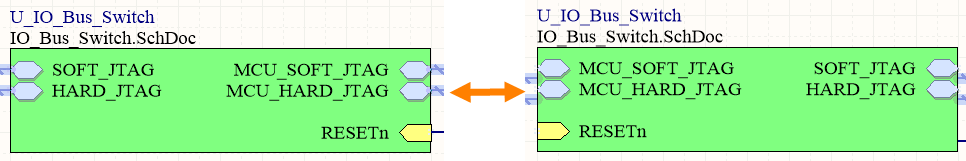 U_IO_Bus_Switch
IO_Bus_Switch.SchDoc
SOFT_JTAG MCU_SOFT_JTAG
HARD_JTAG MCU_HARD_JTAG
RESETn
U_IO_Bus_Switch
IO_Bus_Switch.SchDoc
MCU_SOFT_JTAG SOFT_JTAG
MCU_HARD_JTAG HARD_JTAG
RESETn